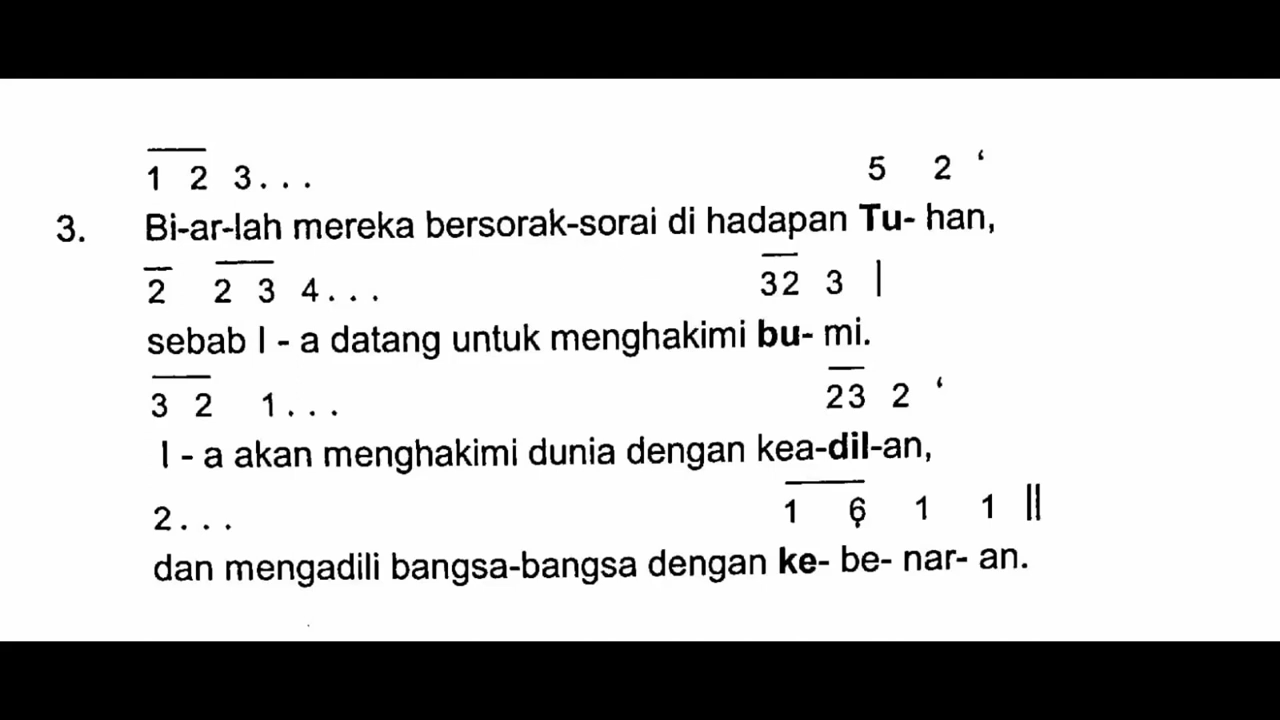 1 2 3... 5 2 ‘
3. Bi-ar-lah mereka bersorak-sorai di hadapan Tu- han,
2 2 3 4... 32 3 |
sebab I - a datang untuk menghakimi bu- mi.
3 2 1... 23 2 ‘
I - a akan menghakimi dunia dengan kea-dil-an,
2... 1 6̣ 1 1 ||
dan mengadili bangsa-bangsa dengan ke- be- nar- an.